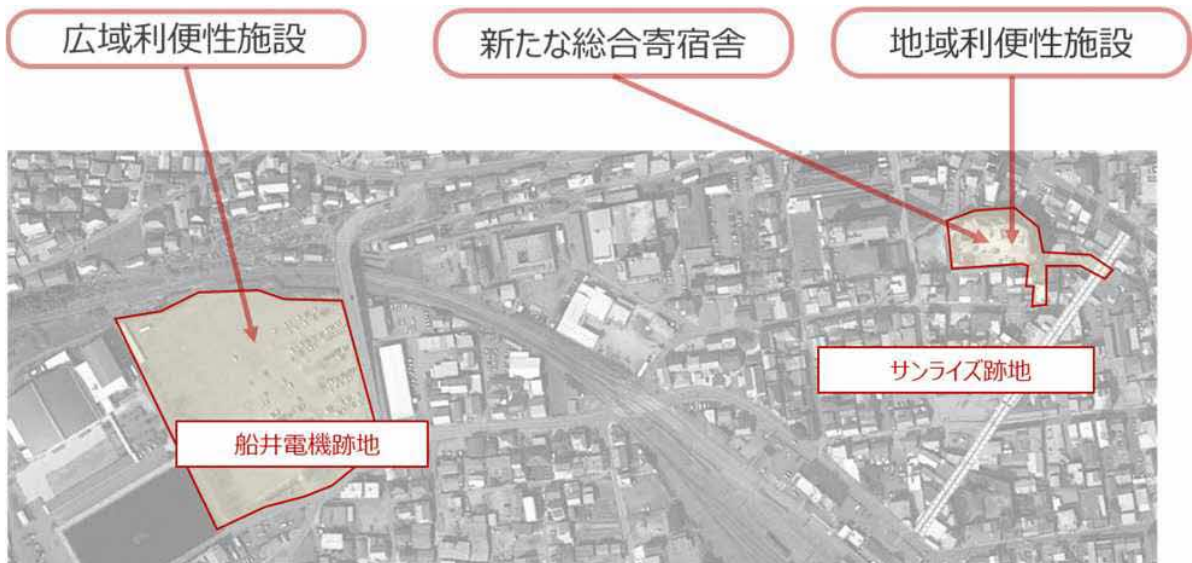 広域利便性施設
新たな総合寄宿舎
地域利便性施設
サンライズ跡地
船井電機跡地